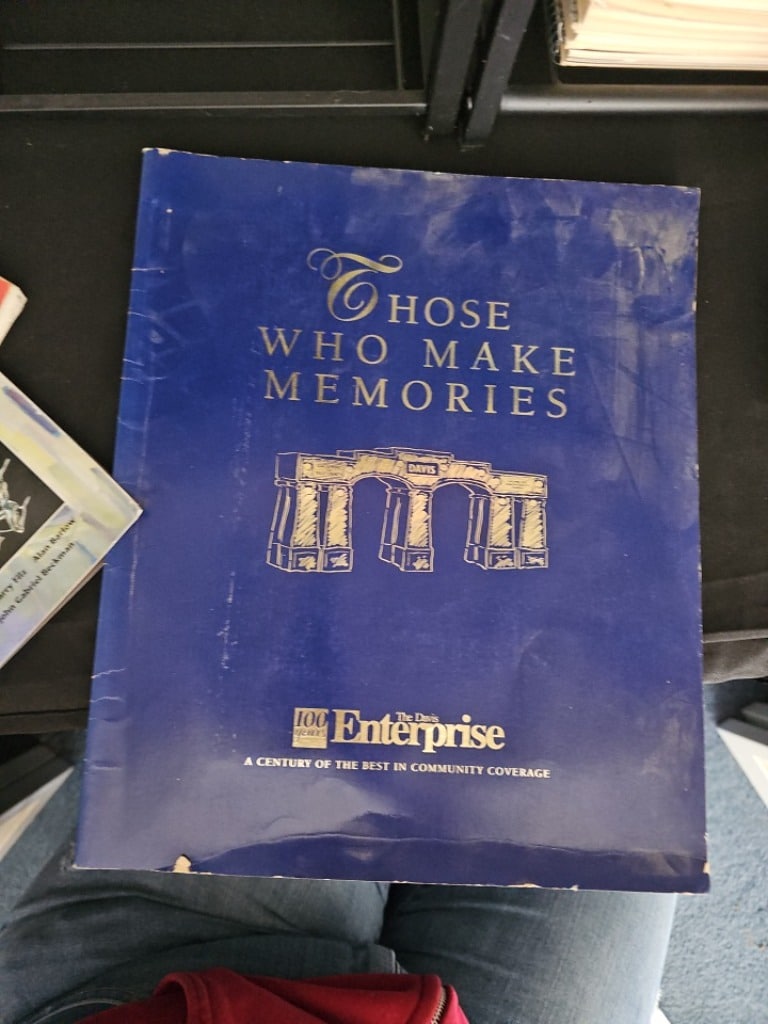 THOSE
WHO MAKE
MEMORIES
DAVIS
100
YEARS
The Davis
Enterprise
A CENTURY OF THE BEST IN COMMUNITY COVERAGE
Alan Barlow
John Gabriel Beckman